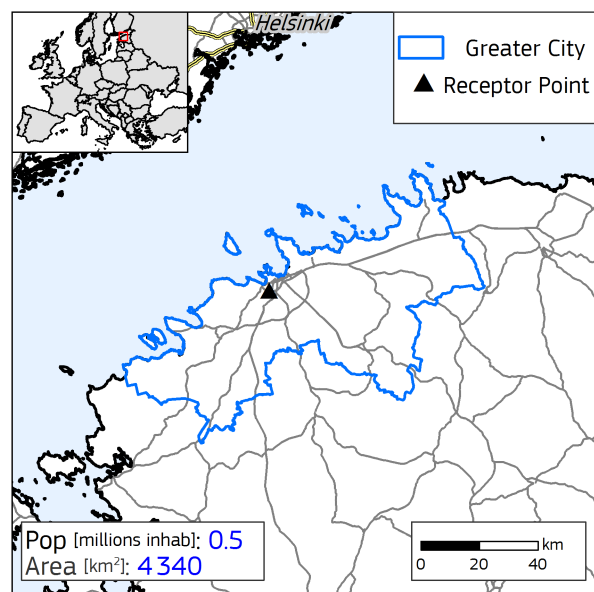 Helsinki
Greater City
Receptor Point
Pop [millions inhab]: 0.5
Area [km²]: 4 340
km
0 20 40